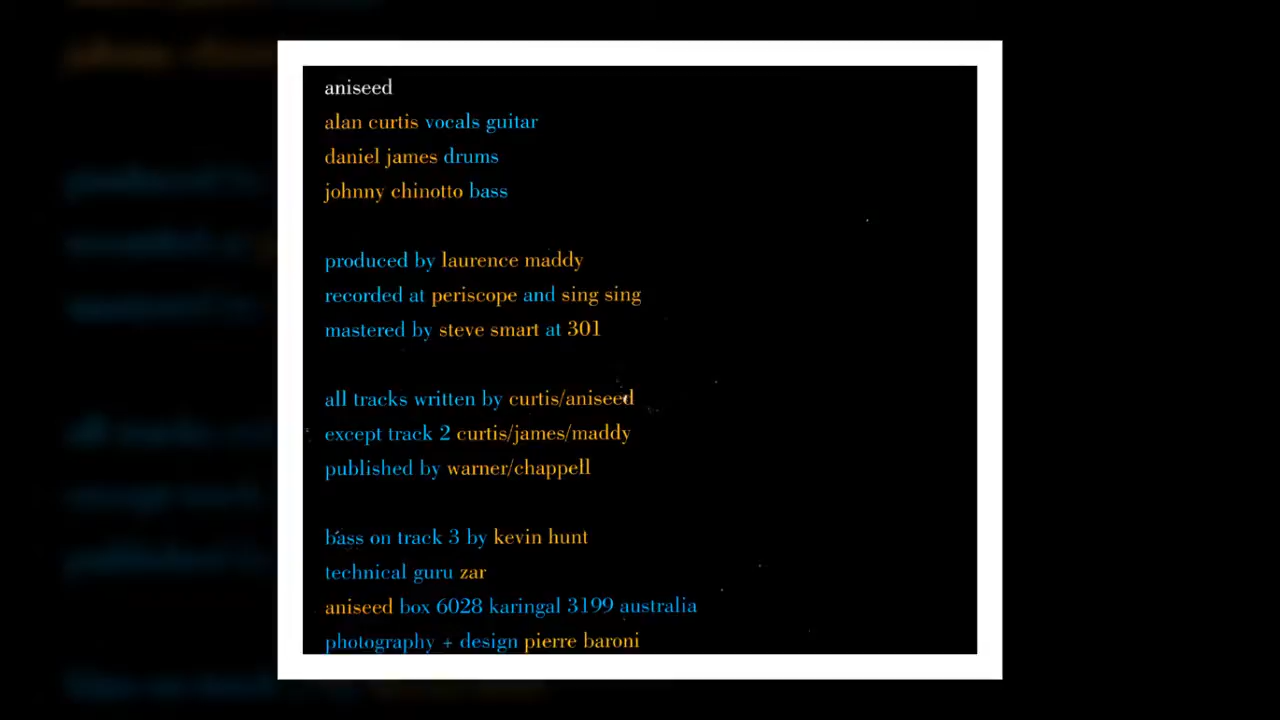 aniseed
alan curtis vocals guitar
daniel james drums
johnny chinotto bass
produced by laurence maddy
recorded at periscope and sing sing
mastered by steve smart at 301
all tracks written by curtis/aniseed
except track 2 curtis/james/maddy
published by warner/chappell
bass on track 3 by kevin hunt
technical guru zar
aniseed box 6028 karingal 3199 australia
photography + design pierre baroni